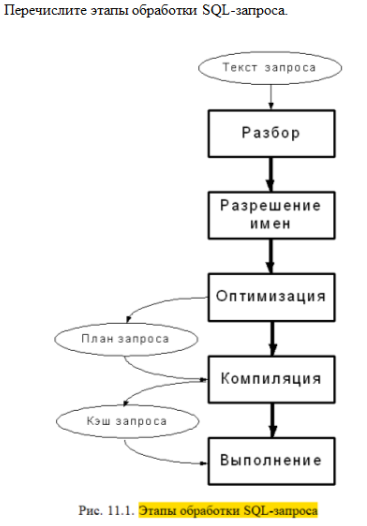 Перечислите этапы обработки SQL-запроса.
Текст запроса
Разбор
Разрешение
имен
Оптимизация
План запроса
Компиляция
Кэш запроса
Выполнение
Рис. 11.1. Этапы обработки SQL-запроса